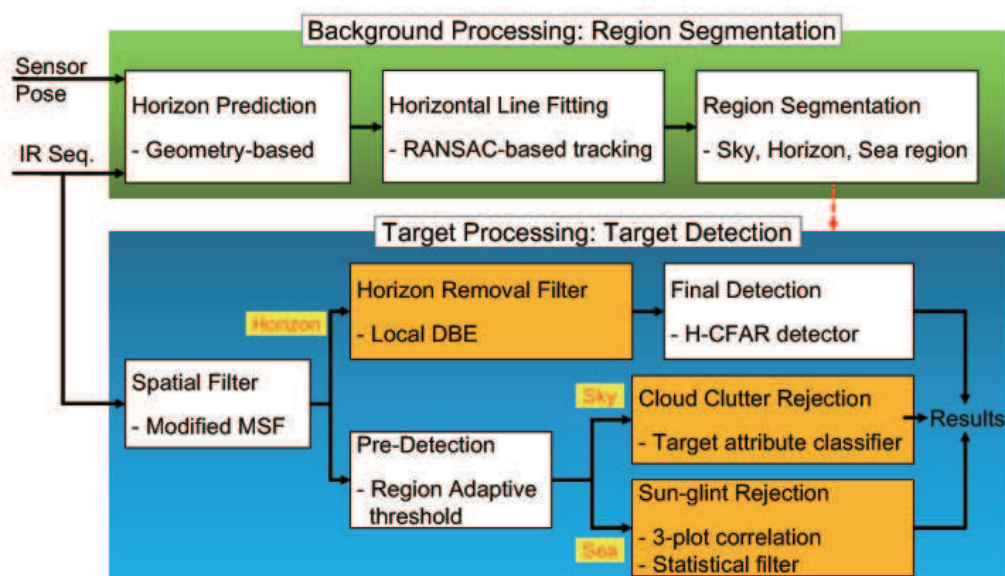 Background Processing: Region Segmentation
Sensor
Pose
IR Seq.
Horizon Prediction
- Geometry-based
Horizontal Line Fitting
- RANSAC-based tracking
Region Segmentation
- Sky, Horizon, Sea region
Target Processing: Target Detection
Horizon
Horizon Removal Filter
- Local DBE
Final Detection
- H-CFAR detector
Spatial Filter
- Modified MSF
Pre-Detection
- Region Adaptive
threshold
Sky
Cloud Clutter Rejection
- Target attribute classifier
Results
Sea
Sun-glint Rejection
- 3-plot correlation
- Statistical filter